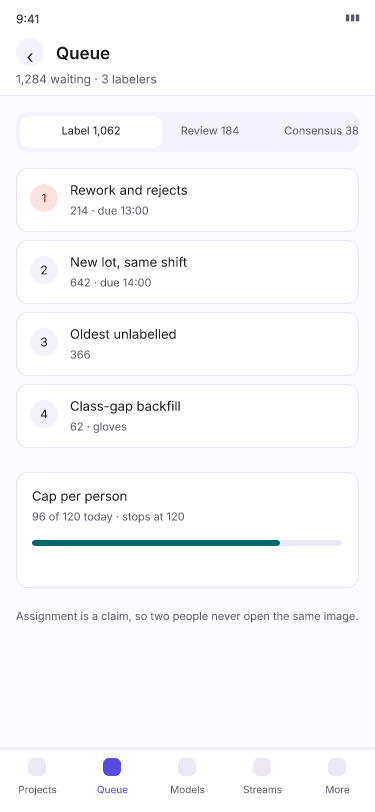 9:41
Queue
1,284 waiting · 3 labelers
Label 1,062
Review 184
Consensus 38
1
Rework and rejects
214 · due 13:00
2
New lot, same shift
642 · due 14:00
3
Oldest unlabelled
366
4
Class-gap backfill
62 · gloves
Cap per person
96 of 120 today · stops at 120
Assignment is a claim, so two people never open the same image.
Projects
Queue
Models
Streams
More